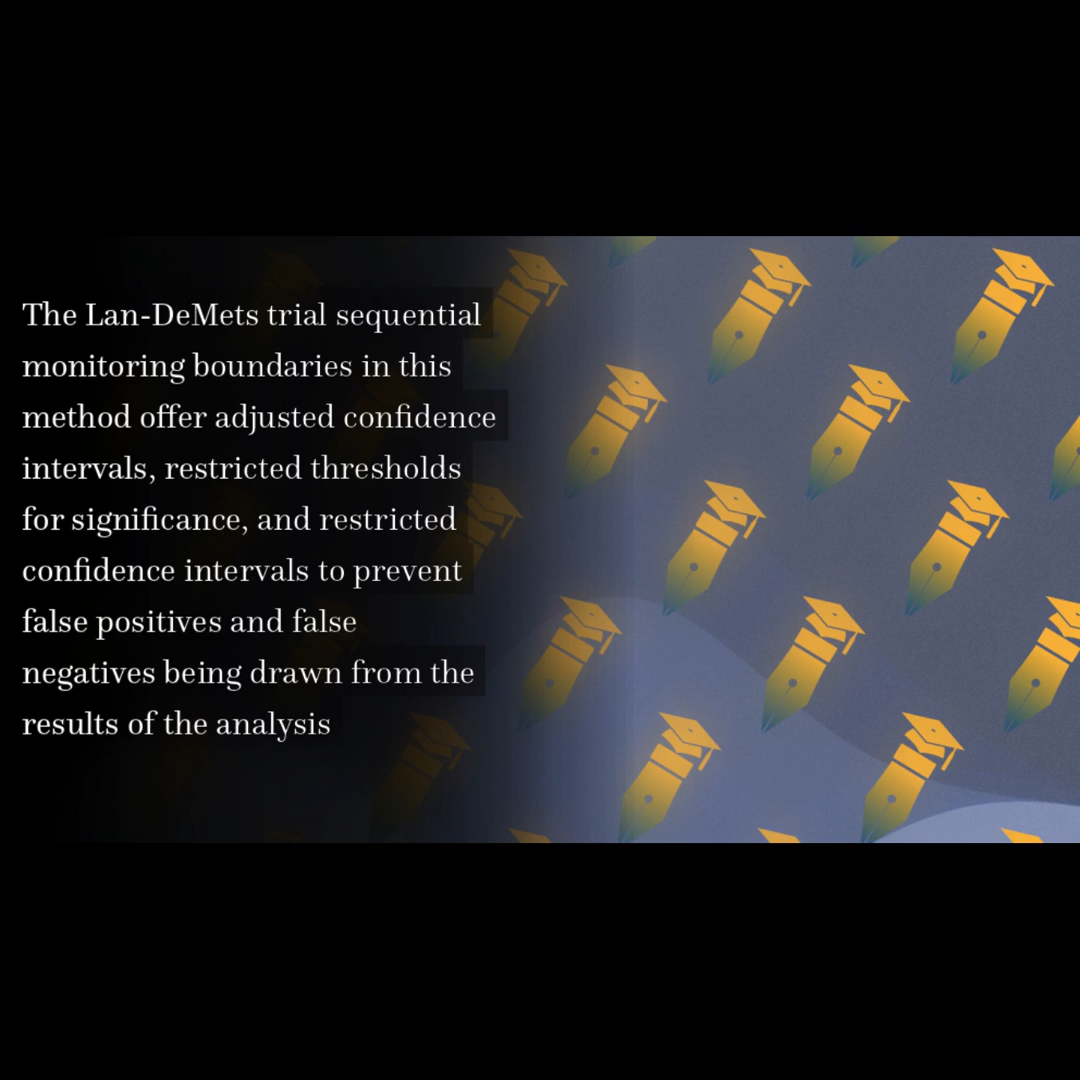 The Lan-DeMets trial sequential
monitoring boundaries in this
method offer adjusted confidence
intervals, restricted thresholds
for significance, and restricted
confidence intervals to prevent
false positives and false
negatives being drawn from the
results of the analysis